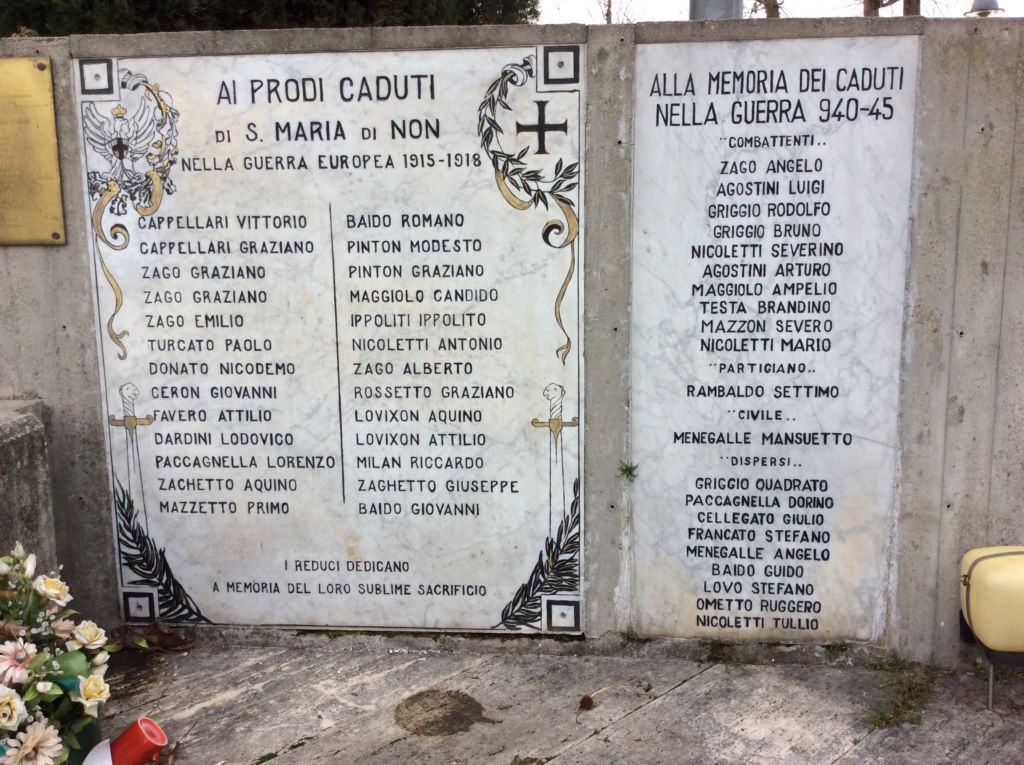 AI PRODI CADUTI
DI S. MARIA DI NON
NELLA GUERRA EUROPEA 1915-1918
CAPPELLARI VITTORIO
CAPPELLARI GRAZIANO
ZAGO GRAZIANO
ZAGO GRAZIANO
ZAGO EMILIO
TURCATO PAOLO
DONATO NICODEMO
CERON GIOVANNI
FAVERO ATTILIO
DARDINI LODOVICO
PACCAGNELLA LORENZO
ZACHETTO AQUINO
MAZZETTO PRIMO
BAIDO ROMANO
PINTON MODESTO
PINTON GRAZIANO
MAGGIOLO CANDIDO
IPPOLITI IPPOLITO
NICOLETTI ANTONIO
ZAGO ALBERTO
ROSSETTO GRAZIANO
LOVIXON AQUINO
LOVIXON ATTILIO
MILAN RICCARDO
ZAGHETTO GIUSEPPE
BAIDO GIOVANNI
I REDUCI DEDICANO
A MEMORIA DEL LORO SUBLIME SACRIFICIO
ALLA MEMORIA DEI CADUTI
NELLA GUERRA 940-45
"COMBATTENTI..
ZAGO ANGELO
AGOSTINI LUIGI
GRIGGIO RODOLFO
GRIGGIO BRUNO
NICOLETTI SEVERINO
AGOSTINI ARTURO
MAGGIOLO AMPELIO
TESTA BRANDINO
MAZZON SEVERO
NICOLETTI MARIO
"PARTIGIANO..
RAMBALDO SETTIMO
"CIVILE..
MENEGALLE MANSUETTO
"DISPERSI..
GRIGGIO QUADRATO
PACCAGNELLA DORINO
CELLEGATO GIULIO
FRANCATO STEFANO
MENEGALLE ANGELO
BAIDO GUIDO
LOVO STEFANO
OMETTO RUGGERO
NICOLETTI TULLIO